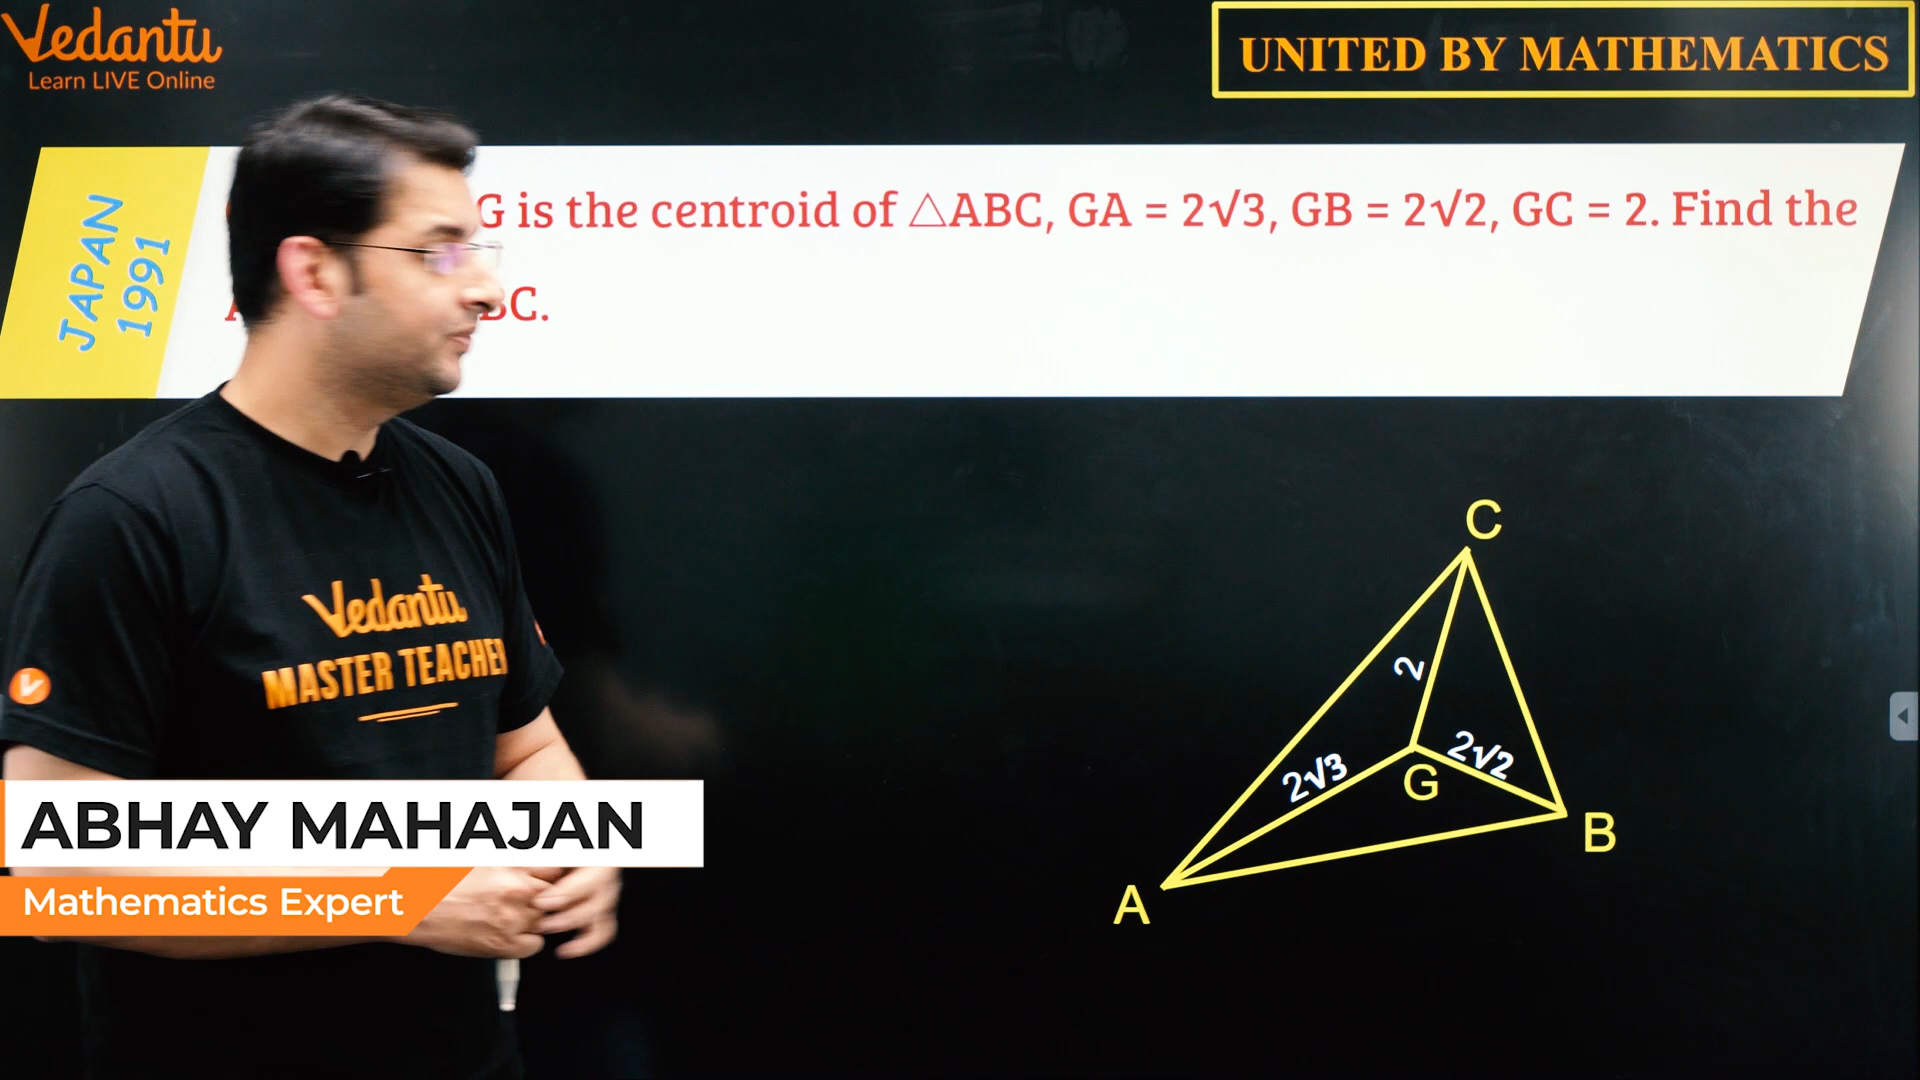 Vedantu
Learn LIVE Online
UNITED BY MATHEMATICS
JAPAN
1991
G is the centroid of △ABC, GA = 2√3, GB = 2√2, GC = 2. Find the
BC.
C
2
2√3
2√2
G
B
A
Vedantu
MASTER TEACHER
V
ABHAY MAHAJAN
Mathematics Expert